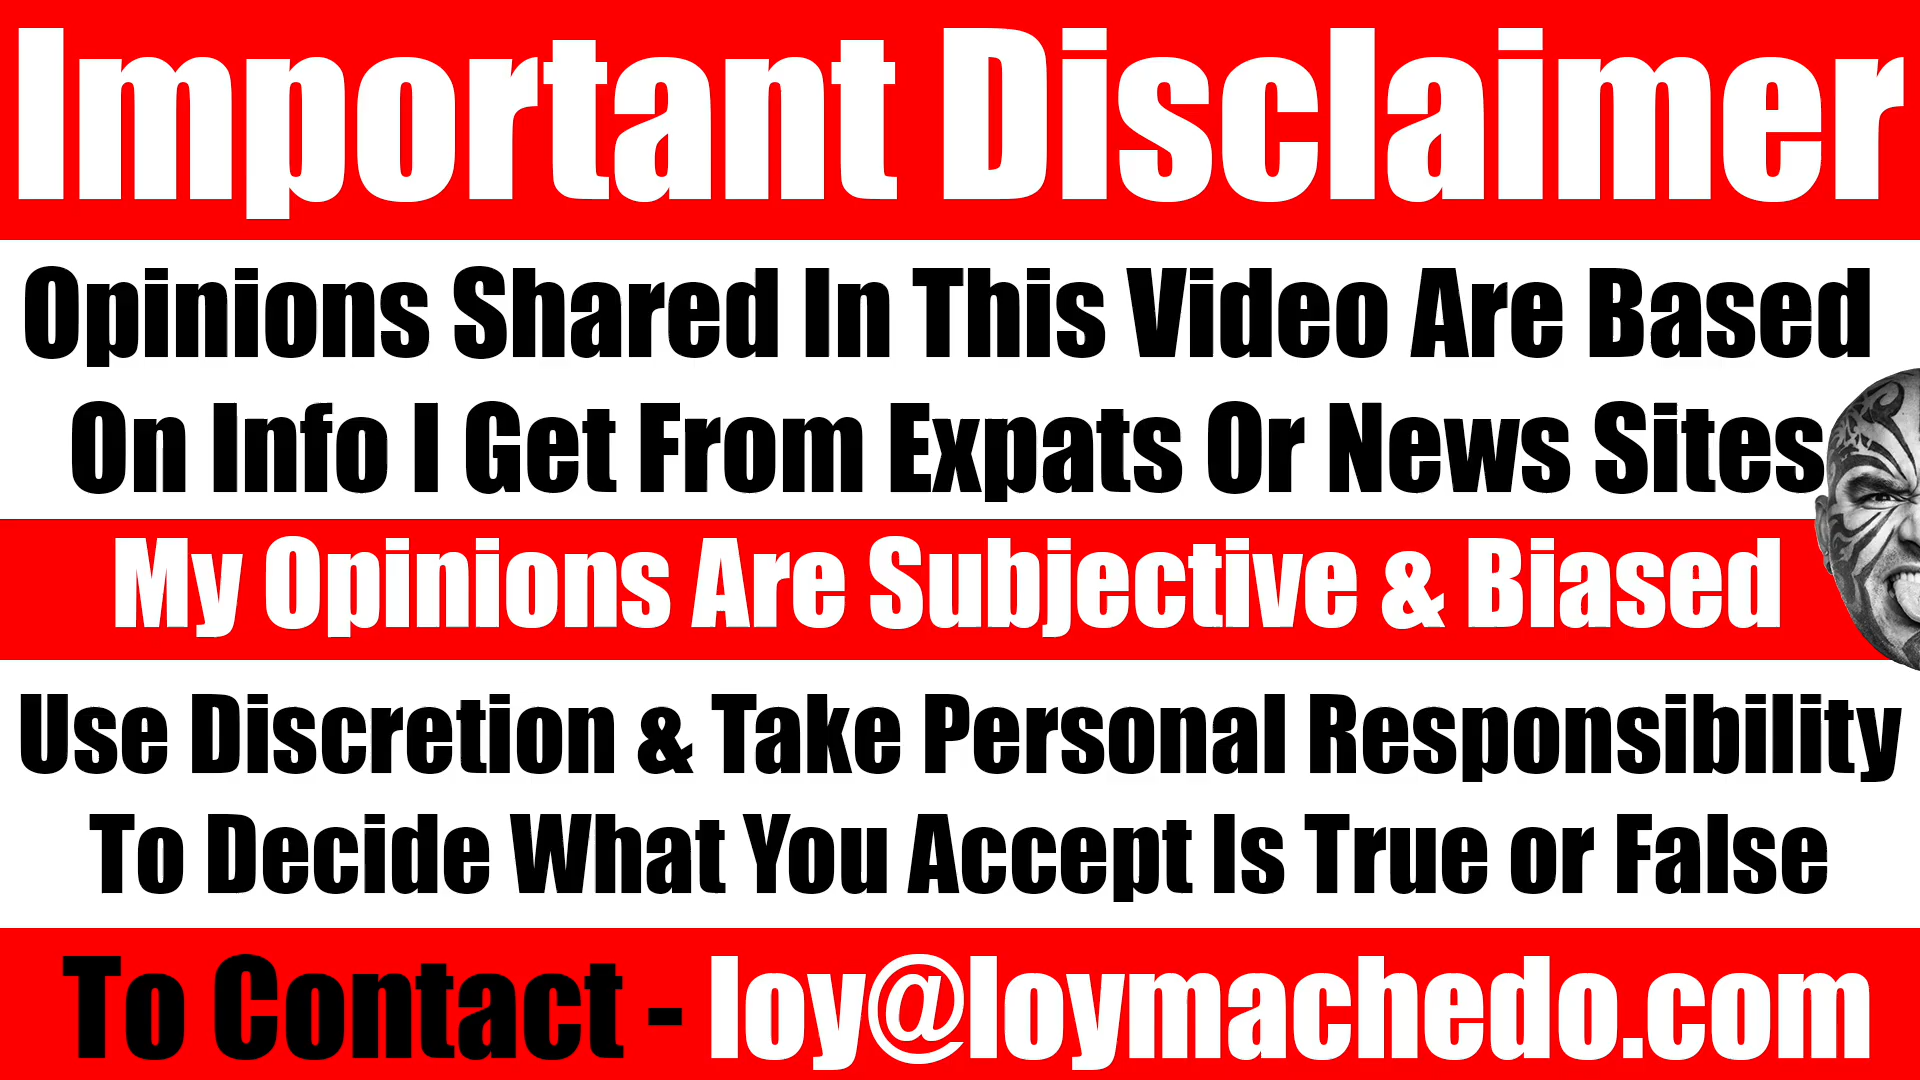 Important Disclaimer
Opinions Shared In This Video Are Based
On Info I Get From Expats Or News Sites
My Opinions Are Subjective & Biased
Use Discretion & Take Personal Responsibility
To Decide What You Accept Is True or False
To Contact - loy@loymachedo.com